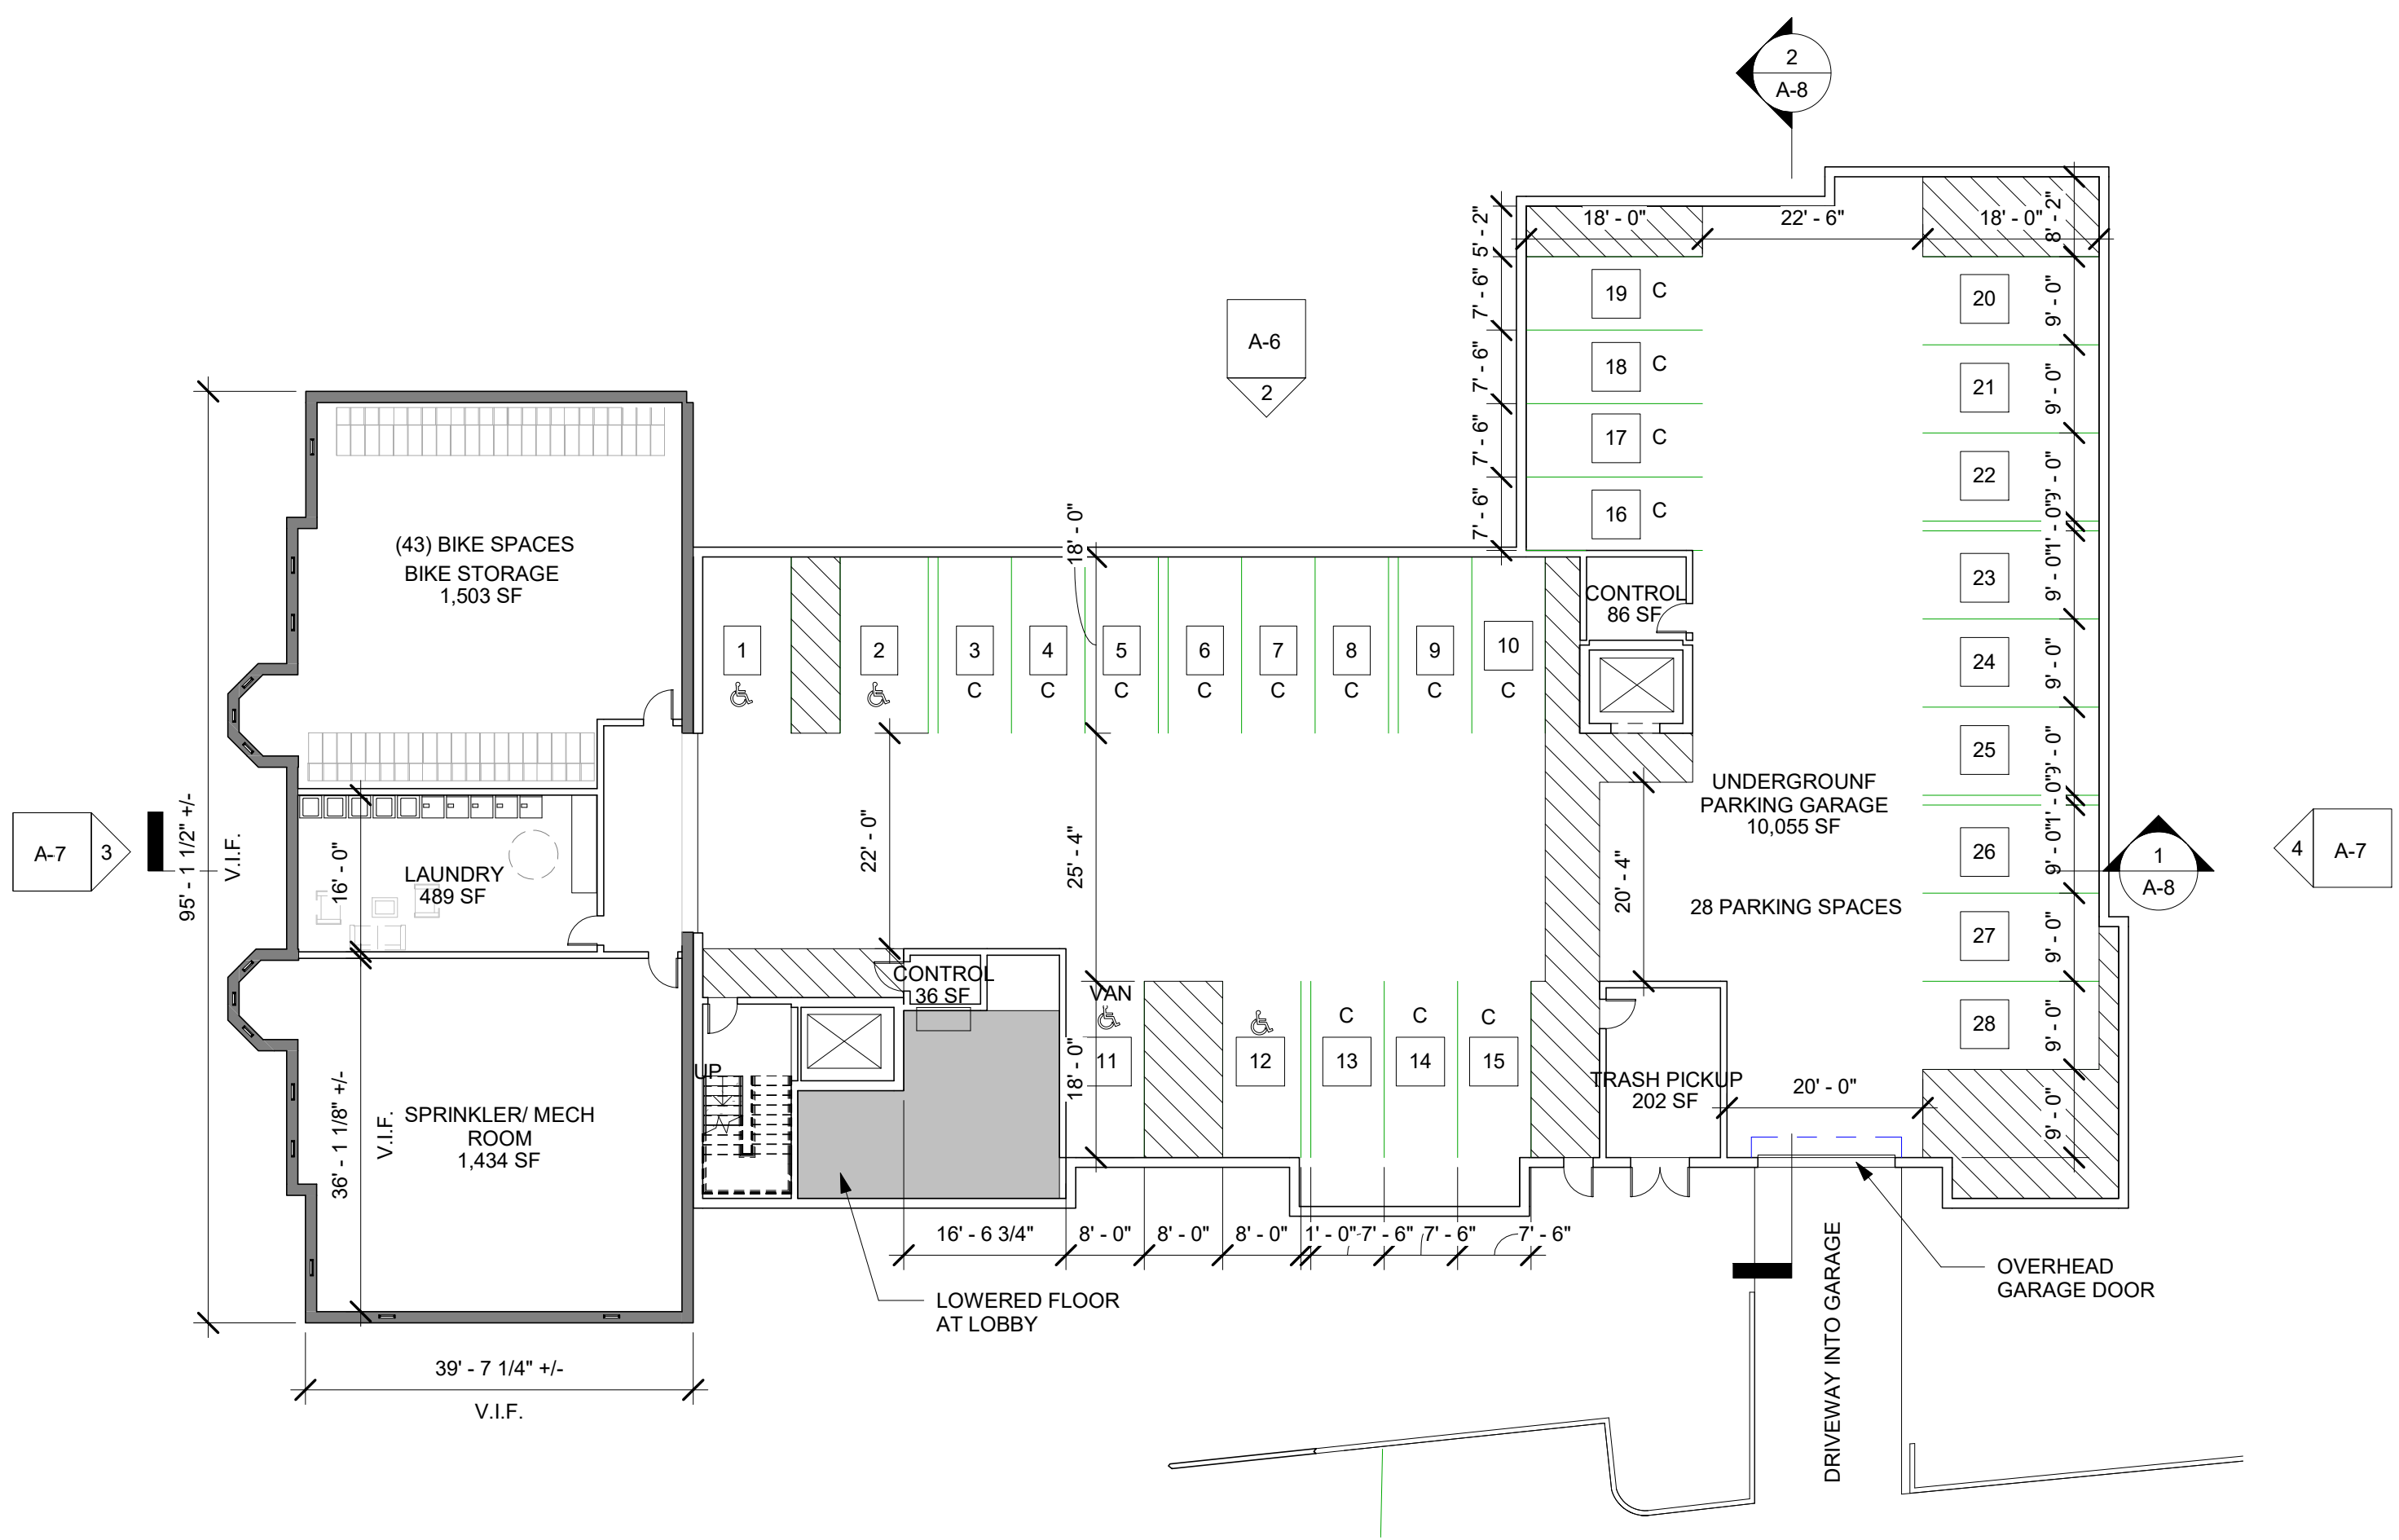 2
A-8
18' - 0"
22' - 6"
18' - 0"
8' - 2"
5' - 2"
7' - 6"
7' - 6"
7' - 6"
7' - 6"
19 C
18 C
17 C
16 C
20
21
22
23
24
25
26
27
28
9' - 0"
9' - 0"
9' - 0"
1' - 0"
9' - 0"
9' - 0"
9' - 0"
1' - 0"
9' - 0"
9' - 0"
9' - 0"
9' - 0"
A-6
2
(43) BIKE SPACES
BIKE STORAGE
1,503 SF
18' - 0"
CONTROL
86 SF
1
2
3
4
5
6
7
8
9
10
C
C
C
C
C
C
C
C
UNDERGROUNF
PARKING GARAGE
10,055 SF
28 PARKING SPACES
A-7
3
95' - 1 1/2" +/-
V.I.F.
16' - 0"
LAUNDRY
489 SF
22' - 0"
25' - 4"
20' - 4"
1
A-8
4
A-7
CONTROL
36 SF
VAN
11
12
13
14
15
C
C
C
18' - 0"
UP
TRASH PICKUP
202 SF
20' - 0"
36' - 1 1/8" +/-
V.I.F.
SPRINKLER/ MECH
ROOM
1,434 SF
16' - 6 3/4"
8' - 0"
8' - 0"
8' - 0"
1' - 0"
7' - 6"
7' - 6"
7' - 6"
LOWERED FLOOR
AT LOBBY
DRIVEWAY INTO GARAGE
OVERHEAD
GARAGE DOOR
39' - 7 1/4" +/-
V.I.F.